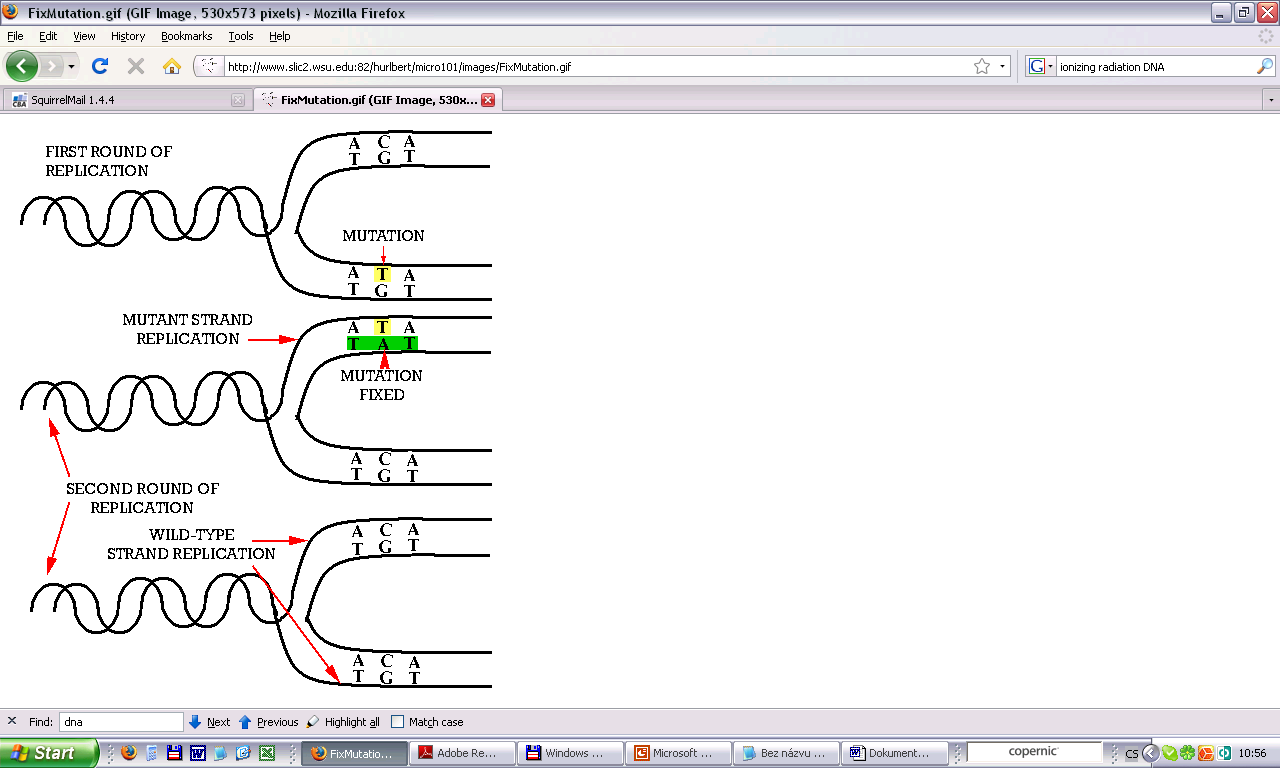 FixMutation.gif (GIF Image, 530x573 pixels) - Mozilla Firefox
File Edit View History Bookmarks Tools Help
http://www.slic2.wsu.edu:82/hurlbert/micro101/images/FixMutation.gif
G ionizing radiation DNA
CBA SquirrelMail 1.4.4
FixMutation.gif (GIF Image, 530x...
FIRST ROUND OF
REPLICATION
A C A
T G T
MUTATION
A T A
T G T
MUTANT STRAND
REPLICATION
A T A
T A T
MUTATION
FIXED
A C A
T G T
SECOND ROUND OF
REPLICATION
WILD-TYPE
STRAND REPLICATION
A C A
T G T
A C A
T G T
Find: dna Next Previous Highlight all Match case
Start FixMutatio... Adobe Re... Windows ... Microsoft ... Bez názvu ... Dokument... copernic CS 10:56